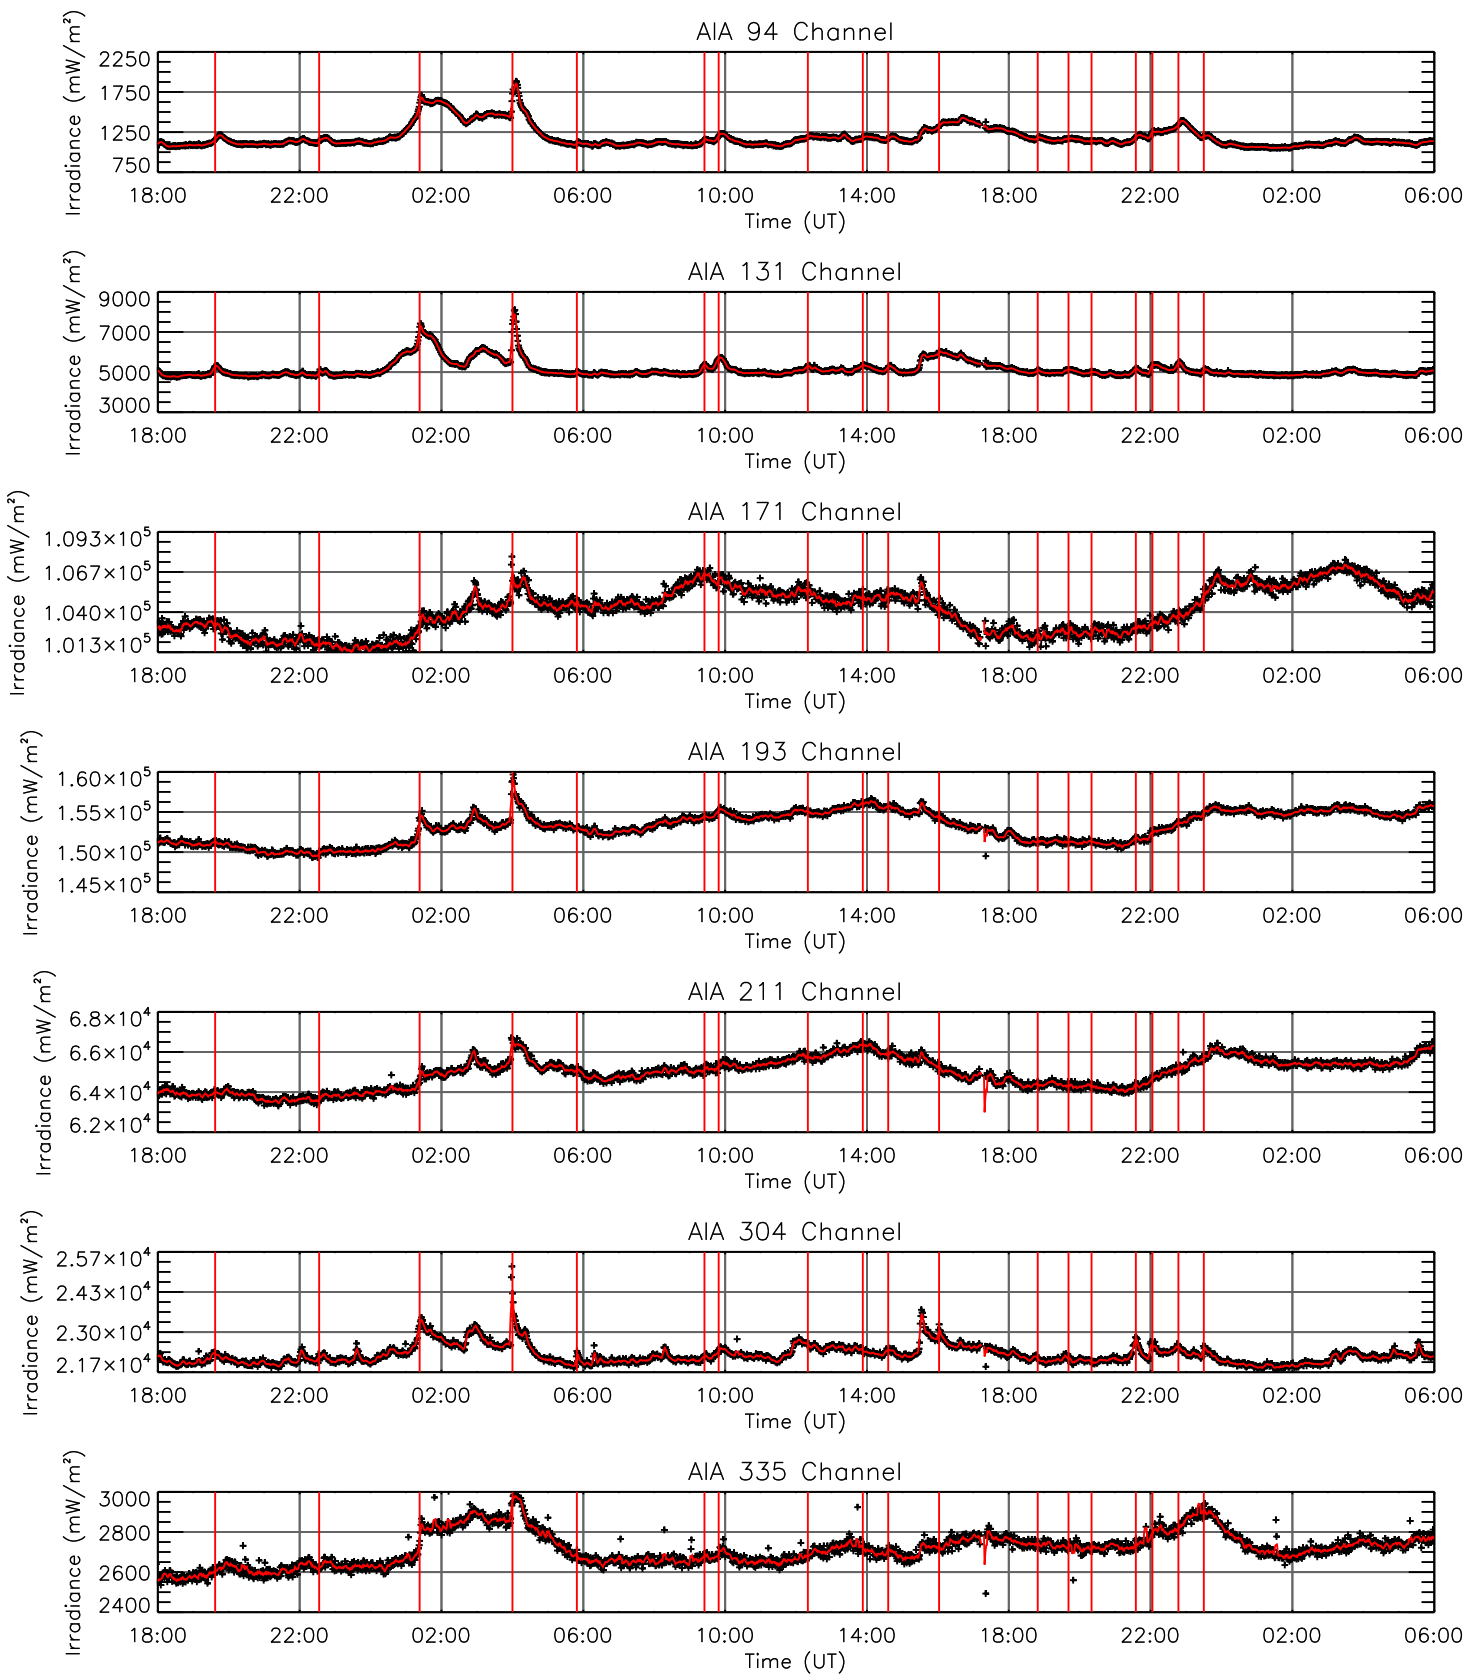 AIA 94 Channel
Irradiance (mW/m²)
2250
1750
1250
750
18:00 22:00 02:00 06:00 10:00 14:00 18:00 22:00 02:00 06:00
Time (UT)
AIA 131 Channel
Irradiance (mW/m²)
9000
7000
5000
3000
18:00 22:00 02:00 06:00 10:00 14:00 18:00 22:00 02:00 06:00
Time (UT)
AIA 171 Channel
Irradiance (mW/m²)
1.093×10⁵
1.067×10⁵
1.040×10⁵
1.013×10⁵
18:00 22:00 02:00 06:00 10:00 14:00 18:00 22:00 02:00 06:00
Time (UT)
AIA 193 Channel
Irradiance (mW/m²)
1.60×10⁵
1.55×10⁵
1.50×10⁵
1.45×10⁵
18:00 22:00 02:00 06:00 10:00 14:00 18:00 22:00 02:00 06:00
Time (UT)
AIA 211 Channel
Irradiance (mW/m²)
6.8×10⁴
6.6×10⁴
6.4×10⁴
6.2×10⁴
18:00 22:00 02:00 06:00 10:00 14:00 18:00 22:00 02:00 06:00
Time (UT)
AIA 304 Channel
Irradiance (mW/m²)
2.57×10⁴
2.43×10⁴
2.30×10⁴
2.17×10⁴
18:00 22:00 02:00 06:00 10:00 14:00 18:00 22:00 02:00 06:00
Time (UT)
AIA 335 Channel
Irradiance (mW/m²)
3000
2800
2600
2400
18:00 22:00 02:00 06:00 10:00 14:00 18:00 22:00 02:00 06:00
Time (UT)